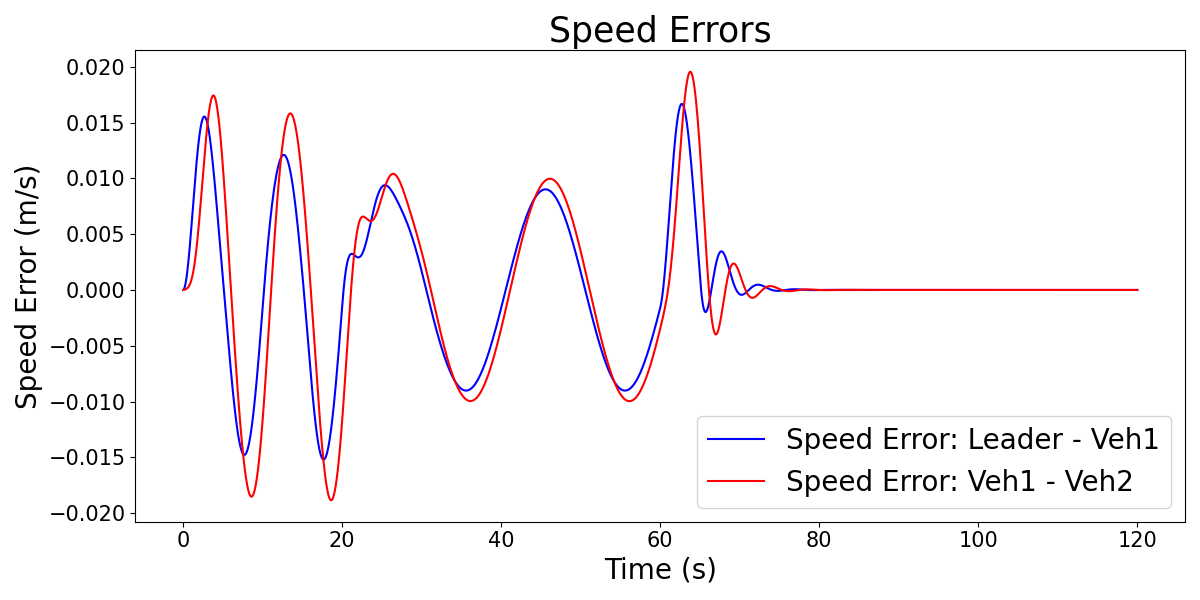 Speed Errors
Speed Error (m/s)
0.020
0.015
0.010
0.005
0.000
−0.005
−0.010
−0.015
−0.020
Speed Error: Leader - Veh1
Speed Error: Veh1 - Veh2
0 20 40 60 80 100 120
Time (s)